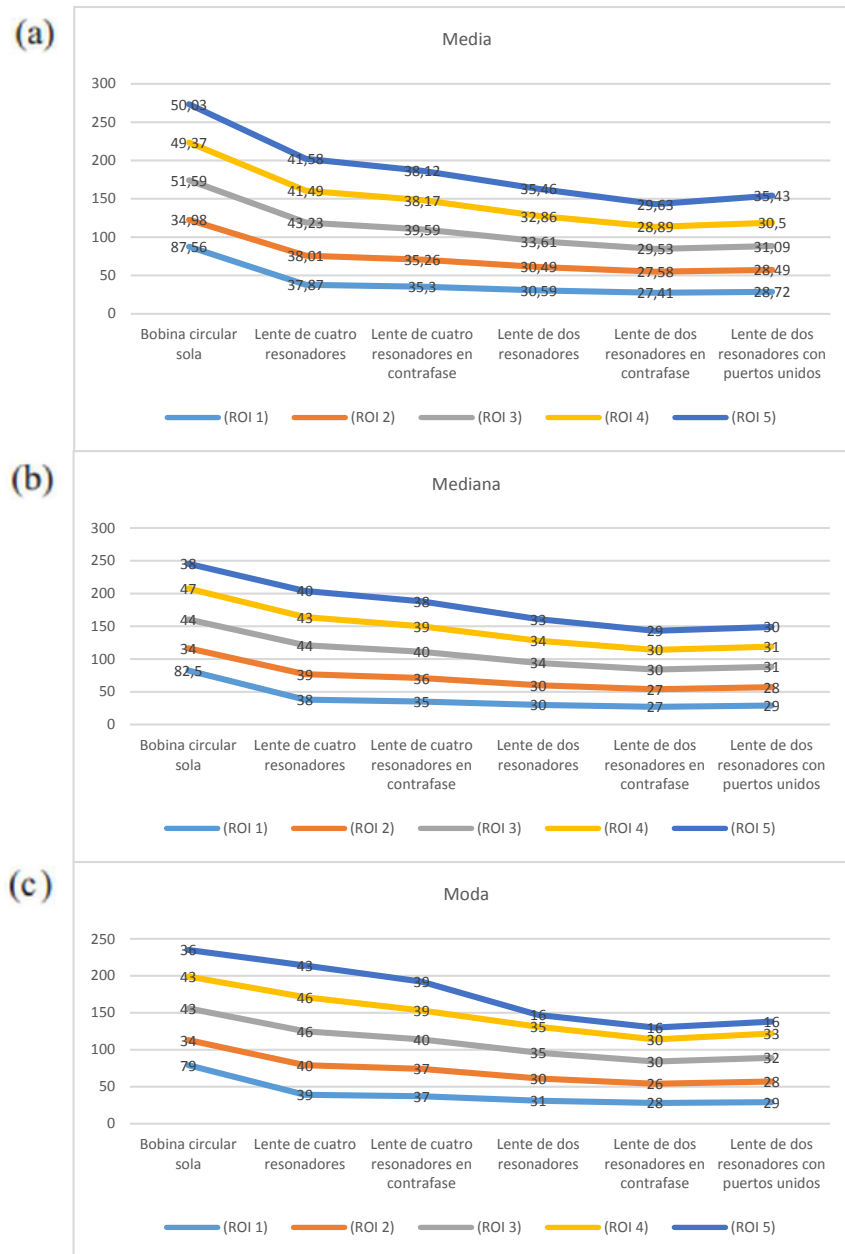 (a)
Media
300
250
200
150
100
50
0
50,03 41,58 38,12 35,46 29,63 35,43
49,37 41,49 38,17 32,86 28,89 30,5
51,59 43,23 39,59 33,61 29,53 31,09
34,98 38,01 35,26 30,49 27,58 28,49
87,56 37,87 35,3 30,59 27,41 28,72
Bobina circular Lente de cuatro Lente de cuatro Lente de dos Lente de dos Lente de dos
sola resonadores resonadores en resonadores resonadores en resonadores con
contrafase contrafase puertos unidos
(ROI 1) (ROI 2) (ROI 3) (ROI 4) (ROI 5)
(b)
Mediana
300
250
200
150
100
50
0
38 40 38 33 29 30
47 43 39 34 30 31
44 44 40 34 30 31
34 39 36 30 27 28
82,5 38 35 30 27 29
Bobina circular Lente de cuatro Lente de cuatro Lente de dos Lente de dos Lente de dos
sola resonadores resonadores en resonadores resonadores en resonadores con
contrafase contrafase puertos unidos
(ROI 1) (ROI 2) (ROI 3) (ROI 4) (ROI 5)
(c)
Moda
250
200
150
100
50
0
36 43 39 16 16 16
43 46 39 35 30 33
43 46 40 35 30 32
34 40 37 30 26 28
79 39 37 31 28 29
Bobina circular Lente de cuatro Lente de cuatro Lente de dos Lente de dos Lente de dos
sola resonadores resonadores en resonadores resonadores en resonadores con
contrafase contrafase puertos unidos
(ROI 1) (ROI 2) (ROI 3) (ROI 4) (ROI 5)